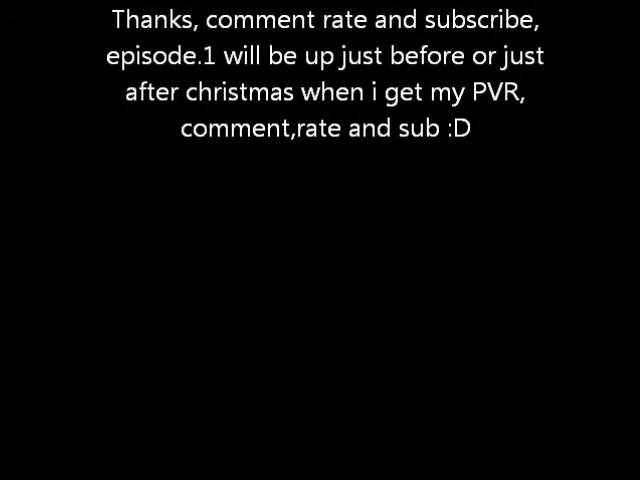 Thanks, comment rate and subscribe,
episode.1 will be up just before or just
after christmas when i get my PVR,
comment,rate and sub :D